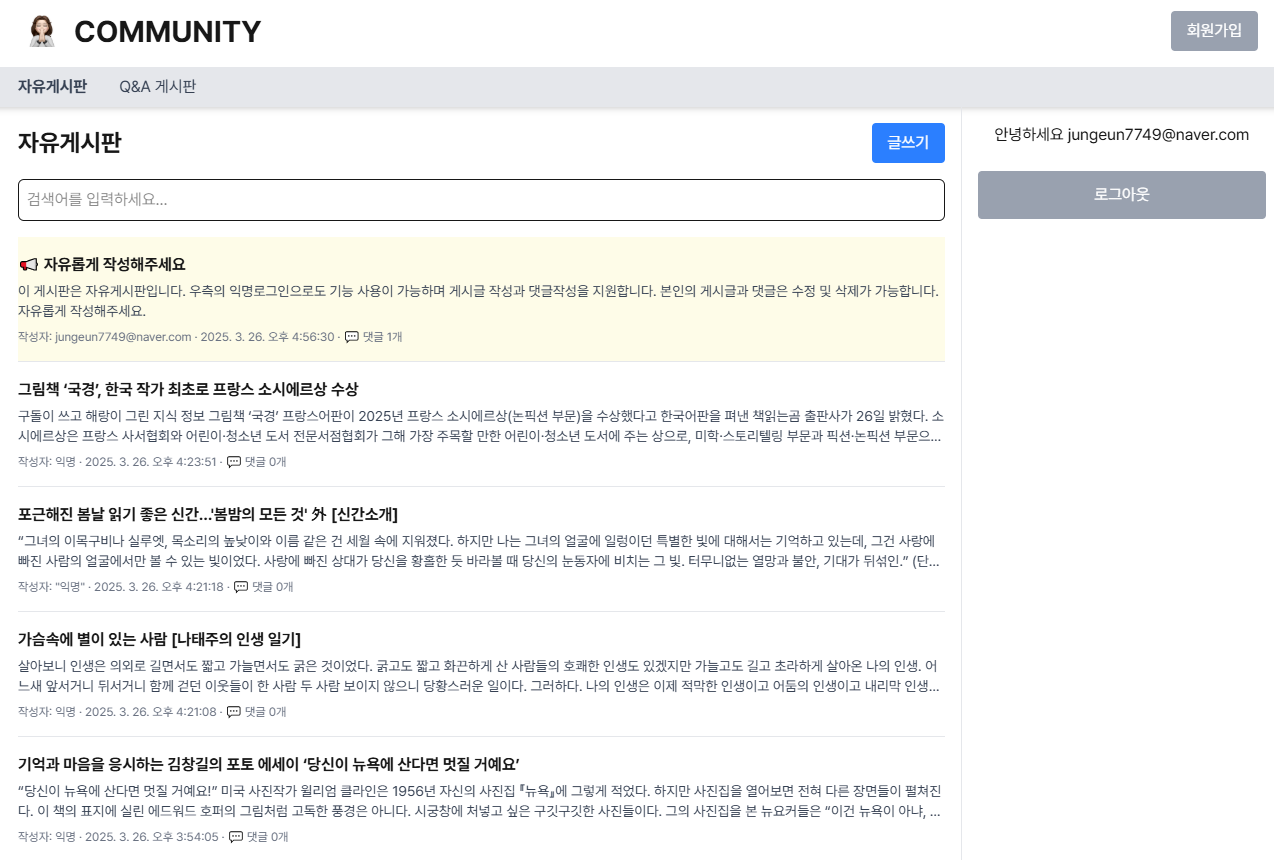 COMMUNITY
회원가입
자유게시판
Q&A 게시판
자유게시판
글쓰기
안녕하세요 jungeun7749@naver.com
검색어를 입력하세요...
로그아웃
자유롭게 작성해주세요
이 게시판은 자유게시판입니다. 우측의 익명로그인으로도 기능 사용이 가능하며 게시글 작성과 댓글작성을 지원합니다. 본인의 게시글과 댓글은 수정 및 삭제가 가능합니다.
자유롭게 작성해주세요.
작성자: jungeun7749@naver.com · 2025. 3. 26. 오후 4:56:30 · 댓글 1개
그림책 ‘국경’, 한국 작가 최초로 프랑스 소시에르상 수상
구돌이 쓰고 해랑이 그린 지식 정보 그림책 ‘국경’ 프랑스어판이 2025년 프랑스 소시에르상(논픽션 부문)을 수상했다고 한국어판을 펴낸 책읽는곰 출판사가 26일 밝혔다. 소
시에르상은 프랑스 사서협회와 어린이·청소년 도서 전문서점협회가 그해 가장 주목할 만한 어린이·청소년 도서에 주는 상으로, 미학·스토리텔링 부문과 픽션·논픽션 부문으...
작성자: 익명 · 2025. 3. 26. 오후 4:23:51 · 댓글 0개
포근해진 봄날 읽기 좋은 신간…'봄밤의 모든 것' 外 [신간소개]
“그녀의 이목구비나 실루엣, 목소리의 높낮이와 이름 같은 건 세월 속에 지워졌다. 하지만 나는 그녀의 얼굴에 일렁이던 특별한 빛에 대해서는 기억하고 있는데, 그건 사랑에
빠진 사람의 얼굴에서만 볼 수 있는 빛이었다. 사랑에 빠진 상대가 당신을 황홀한 듯 바라볼 때 당신의 눈동자에 비치는 그 빛. 터무니없는 열망과 불안, 기대가 뒤섞인.” (단...
작성자: "익명" · 2025. 3. 26. 오후 4:21:18 · 댓글 0개
가슴속에 별이 있는 사람 [나태주의 인생 일기]
살아보니 인생은 의외로 길면서도 짧고 가늘면서도 굵은 것이었다. 굵고도 짧고 화끈하게 산 사람들의 호쾌한 인생도 있겠지만 가늘고도 길고 초라하게 살아온 나의 인생. 어
느새 앞서거니 뒤서거니 함께 걷던 이웃들이 한 사람 두 사람 보이지 않으니 당황스러운 일이다. 그러하다. 나의 인생은 이제 적막한 인생이고 어둠의 인생이고 내리막 인생...
작성자: 익명 · 2025. 3. 26. 오후 4:21:08 · 댓글 0개
기억과 마음을 응시하는 김창길의 포토 에세이 ‘당신이 뉴욕에 산다면 멋질 거예요’
“당신이 뉴욕에 산다면 멋질 거예요!” 미국 사진작가 윌리엄 클라인은 1956년 자신의 사진집 『뉴욕』에 그렇게 적었다. 하지만 사진집을 열어보면 전혀 다른 장면들이 펼쳐진
다. 이 책의 표지에 실린 에드워드 호퍼의 그림처럼 고독한 풍경은 아니다. 시궁창에 처넣고 싶은 구깃구깃한 사진들이다. 그의 사진집을 본 뉴요커들은 “이건 뉴욕이 아냐, ...
작성자: 익명 · 2025. 3. 26. 오후 3:54:05 · 댓글 0개